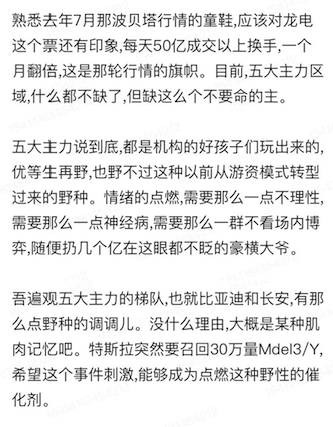 熟悉去年7月那波贝塔行情的童鞋,应该对龙电
这个票还有印象,每天50亿成交以上换手,一个
月翻倍,这是那轮行情的旗帜。目前,五大主力区
域,什么都不缺了,但缺这么个不要命的主。
五大主力说到底,都是机构的好孩子们玩出来的,
优等生再野,也野不过这种以前从游资模式转型
过来的野种。情绪的点燃,需要那么一点不理性,
需要那么一点神经病,需要那么一群不看场内博
弈,随便扔几个亿在这眼都不眨的豪横大爷。
吾遍观五大主力的梯队,也就比亚迪和长安,有那
么点野种的调调儿。没什么理由,大概是某种肌
肉记忆吧。特斯拉突然要召回30万量Mdel3/Y,
希望这个事件刺激,能够成为点燃这种野性的催
化剂。